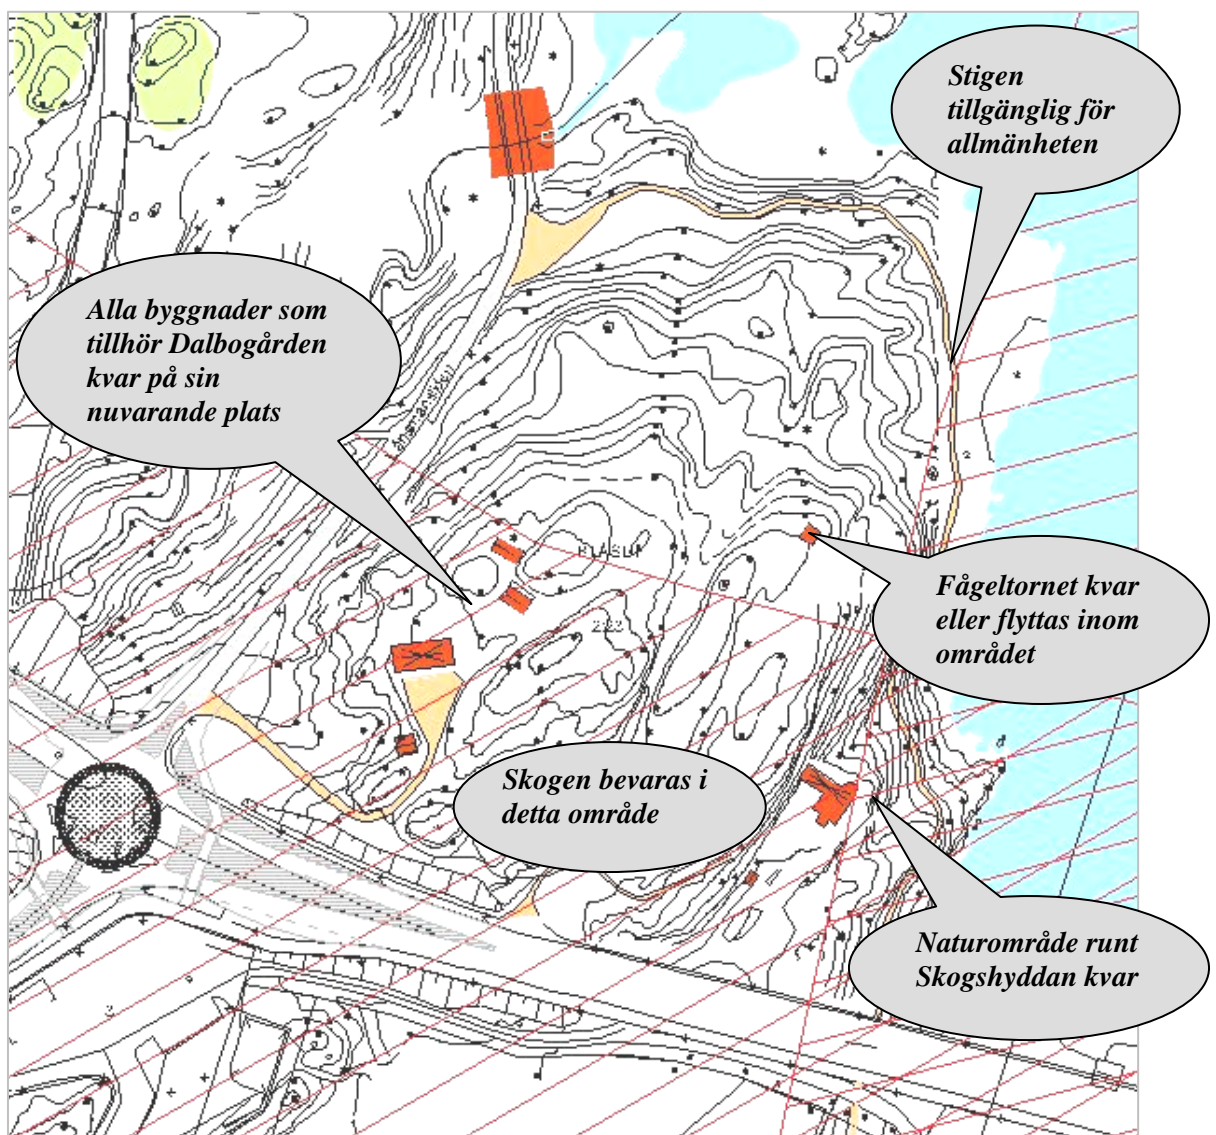 Stigen
tillgänglig för
allmänheten
Alla byggnader som
tillhör Dalbogården
kvar på sin
nuvarande plats
Fågeltornet kvar
eller flyttas inom
området
Skogen bevaras i
detta område
Naturområde runt
Skogshyddan kvar